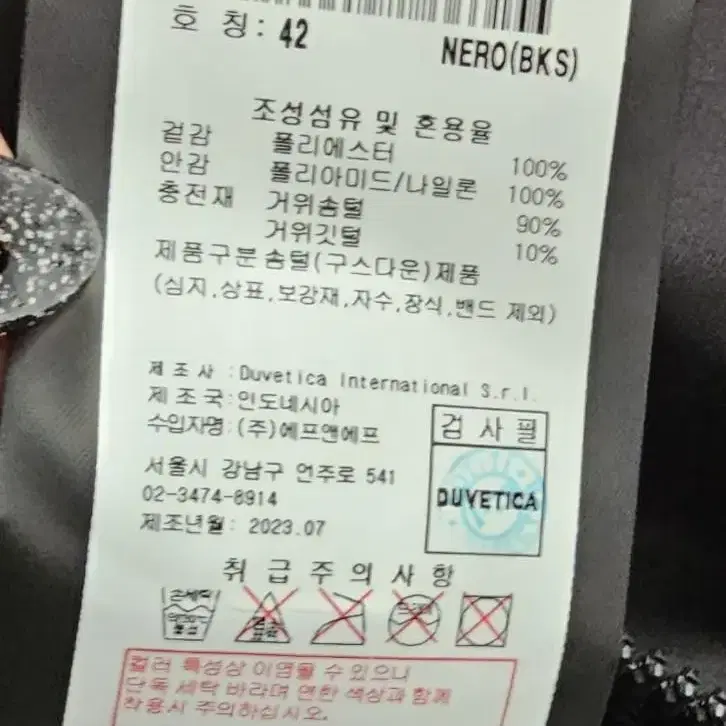 호 칭: 42
NERO(BKS)
조성섬유 및 혼용율
겉감 폴리에스터 100%
안감 폴리아미드/나일론 100%
충전재 거위솜털 90%
거위깃털 10%
제품구분 솜털(구스다운)제품
(심지,상표,보강재,자수,장식,밴드 제외)
제 조 사 :Duvetica International S.r.l.
제 조 국:인도네시아
수입자명:(주)에프앤에프
검 사 필
서울시 강남구 언주로 541
DUVETICA
02-3474-8914
제조년월: 2023.07
취 급 주 의 사 항
손세탁
중성
염소
표백
컬러 특성상 이염될 수 있으니
단독 세탁 바라며 연한 색상과 함께
착용시 주의하십시오.